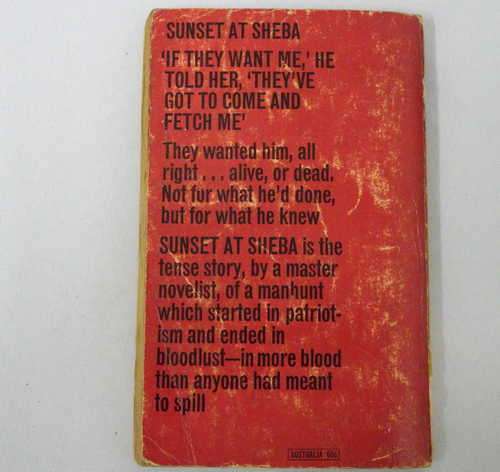 SUNSET AT SHEBA
'IF THEY WANT ME,' HE
TOLD HER, 'THEY'VE
GOT TO COME AND
FETCH ME'
They wanted him, all
right . . . alive, or dead.
Not for what he'd done,
but for what he knew
SUNSET AT SHEBA is the
tense story, by a master
novelist, of a manhunt
which started in patriot-
ism and ended in
bloodlust—in more blood
than anyone had meant
to spill
AUSTRALIA